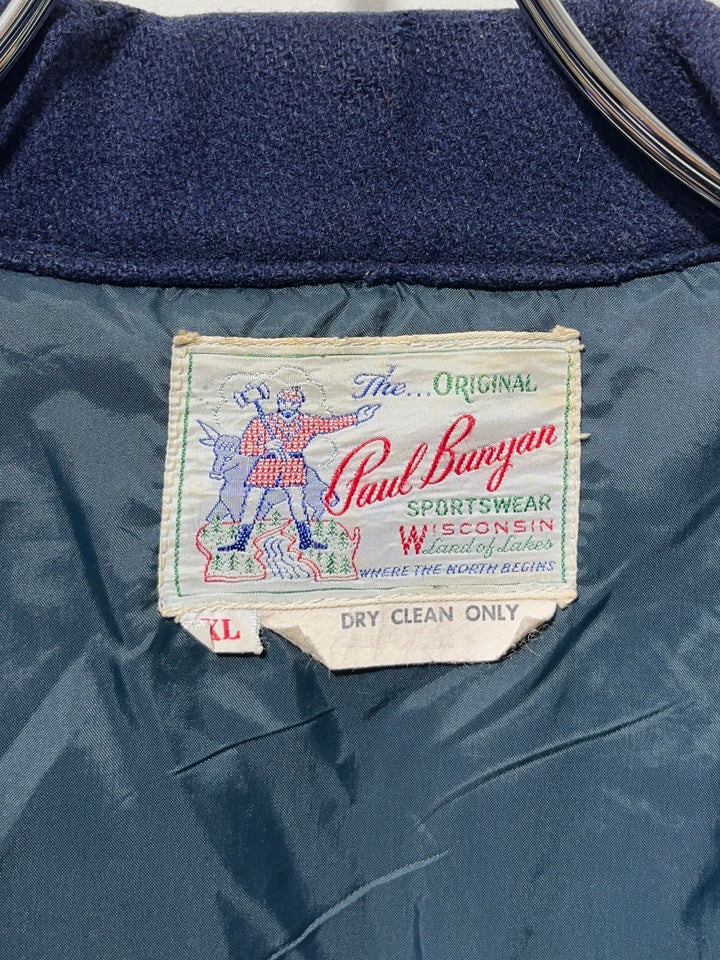 The... ORIGINAL
Paul Bunyan
SPORTSWEAR
WISCONSIN
Land of Lakes
WHERE THE NORTH BEGINS
XL
DRY CLEAN ONLY